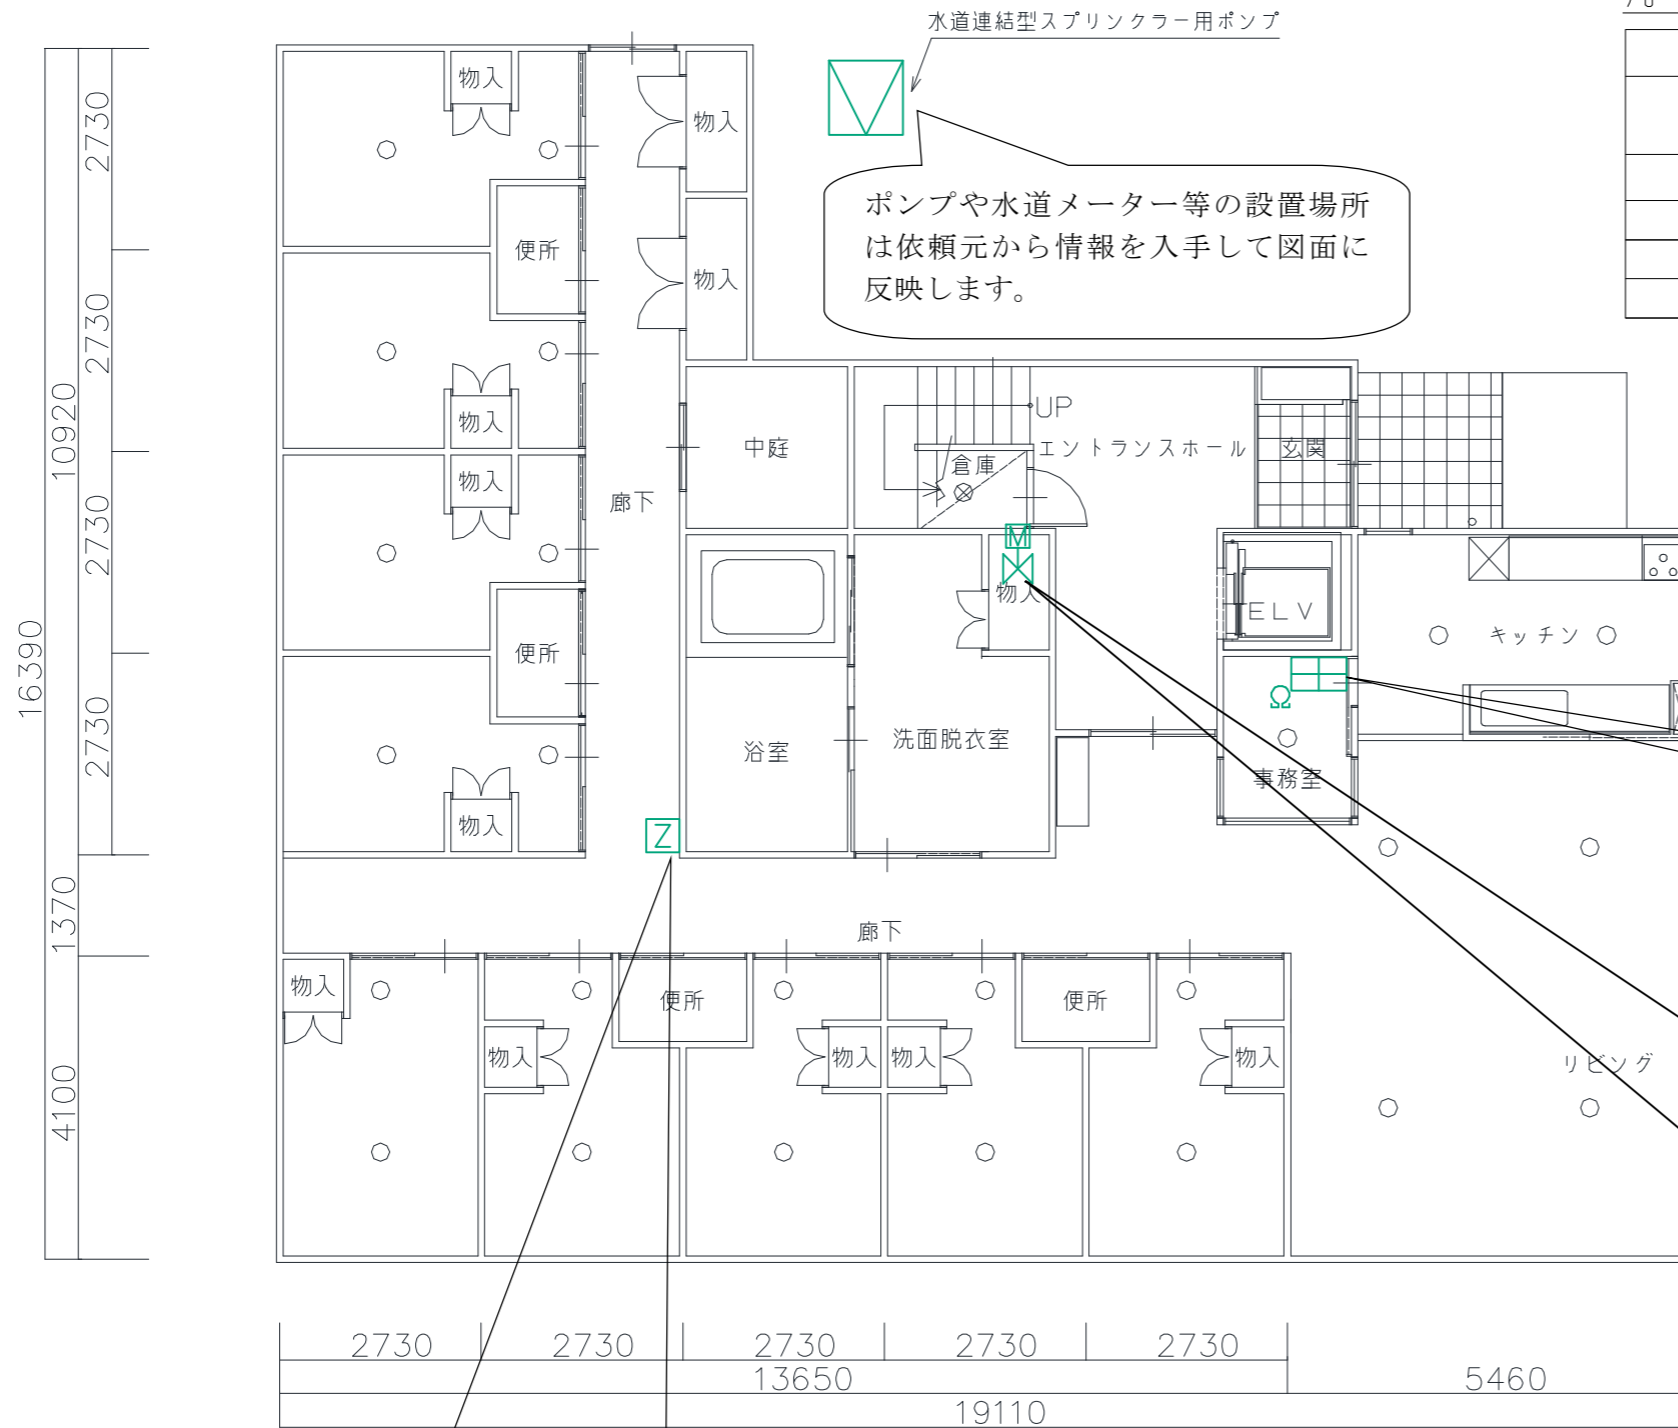 水道連結型スプリンクラー用ポンプ
ポンプや水道メーター等の設置場所
は依頼元から情報を入手して図面に
反映します。
物入
物入
便所
物入
物入
物入
便所
物入
廊下
中庭
UP
エントランスホール
玄関
倉庫
M
物入
ELV
キッチン
Ω
浴室
洗面脱衣室
事務室
Z
廊下
物入
便所
便所
物入
物入
物入
物入
リビング
2730
2730
2730
2730
10920
1370
4100
16390
2730
2730
2730
2730
2730
13650
5460
19110